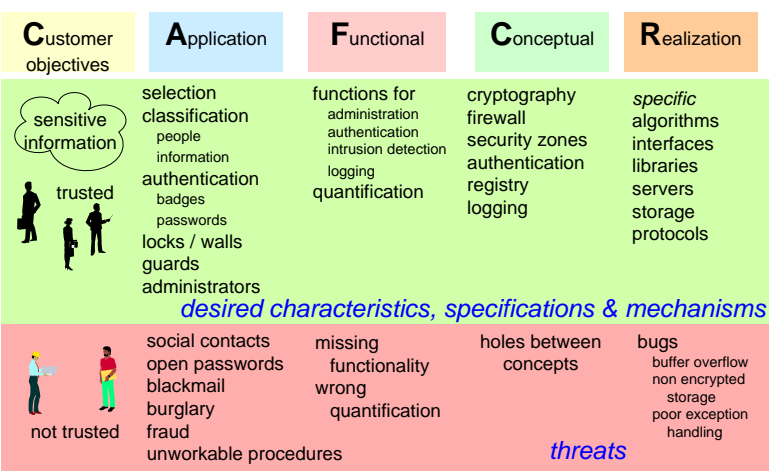 Customer
objectives
Application
Functional
Conceptual
Realization
sensitive
information
trusted
selection
classification
people
information
authentication
badges
passwords
locks / walls
guards
administrators
functions for
administration
authentication
intrusion detection
logging
quantification
cryptography
firewall
security zones
authentication
registry
logging
specific
algorithms
interfaces
libraries
servers
storage
protocols
desired characteristics, specifications & mechanisms
not trusted
social contacts
open passwords
blackmail
burglary
fraud
unworkable procedures
missing
functionality
wrong
quantification
holes between
concepts
bugs
buffer overflow
non encrypted
storage
poor exception
handling
threats